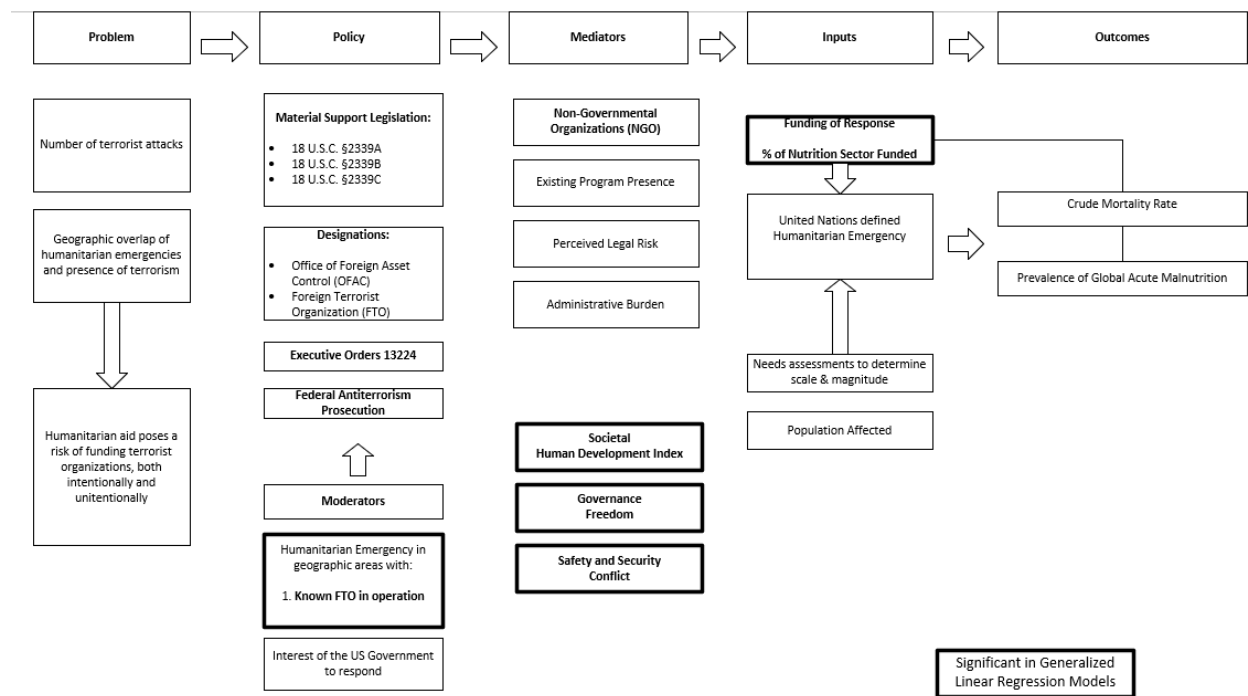 Problem
Policy
Mediators
Inputs
Outcomes
Number of terrorist attacks
Geographic overlap of
humanitarian emergencies
and presence of terrorism
Humanitarian aid poses a
risk of funding terrorist
organizations, both
intentionally and
unitentionally
Material Support Legislation:
• 18 U.S.C. §2339A
• 18 U.S.C. §2339B
• 18 U.S.C. §2339C
Designations:
• Office of Foreign Asset
Control (OFAC)
• Foreign Terrorist
Organization (FTO)
Executive Orders 13224
Federal Antiterrorism
Prosecution
Moderators
Humanitarian Emergency in
geographic areas with:
1. Known FTO in operation
Interest of the US Government
to respond
Non-Governmental
Organizations (NGO)
Existing Program Presence
Perceived Legal Risk
Administrative Burden
Societal
Human Development Index
Governance
Freedom
Safety and Security
Conflict
Funding of Response
% of Nutrition Sector Funded
United Nations defined
Humanitarian Emergency
Needs assessments to determine
scale & magnitude
Population Affected
Crude Mortality Rate
Prevalence of Global Acute Malnutrition
Significant in Generalized
Linear Regression Models